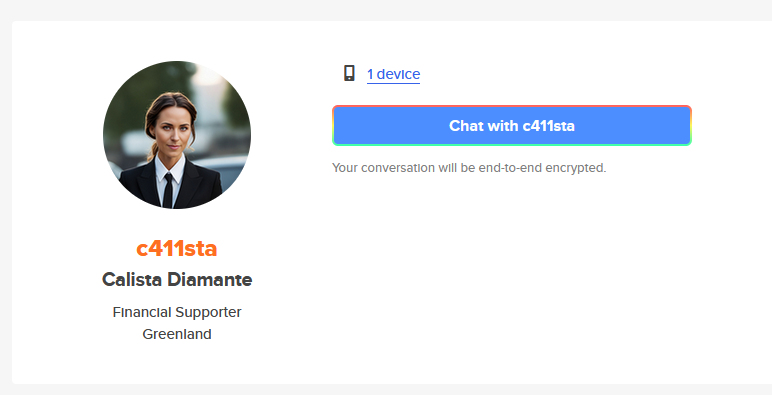 1 device
Chat with c411sta
Your conversation will be end-to-end encrypted.
c411sta
Calista Diamante
Financial Supporter
Greenland